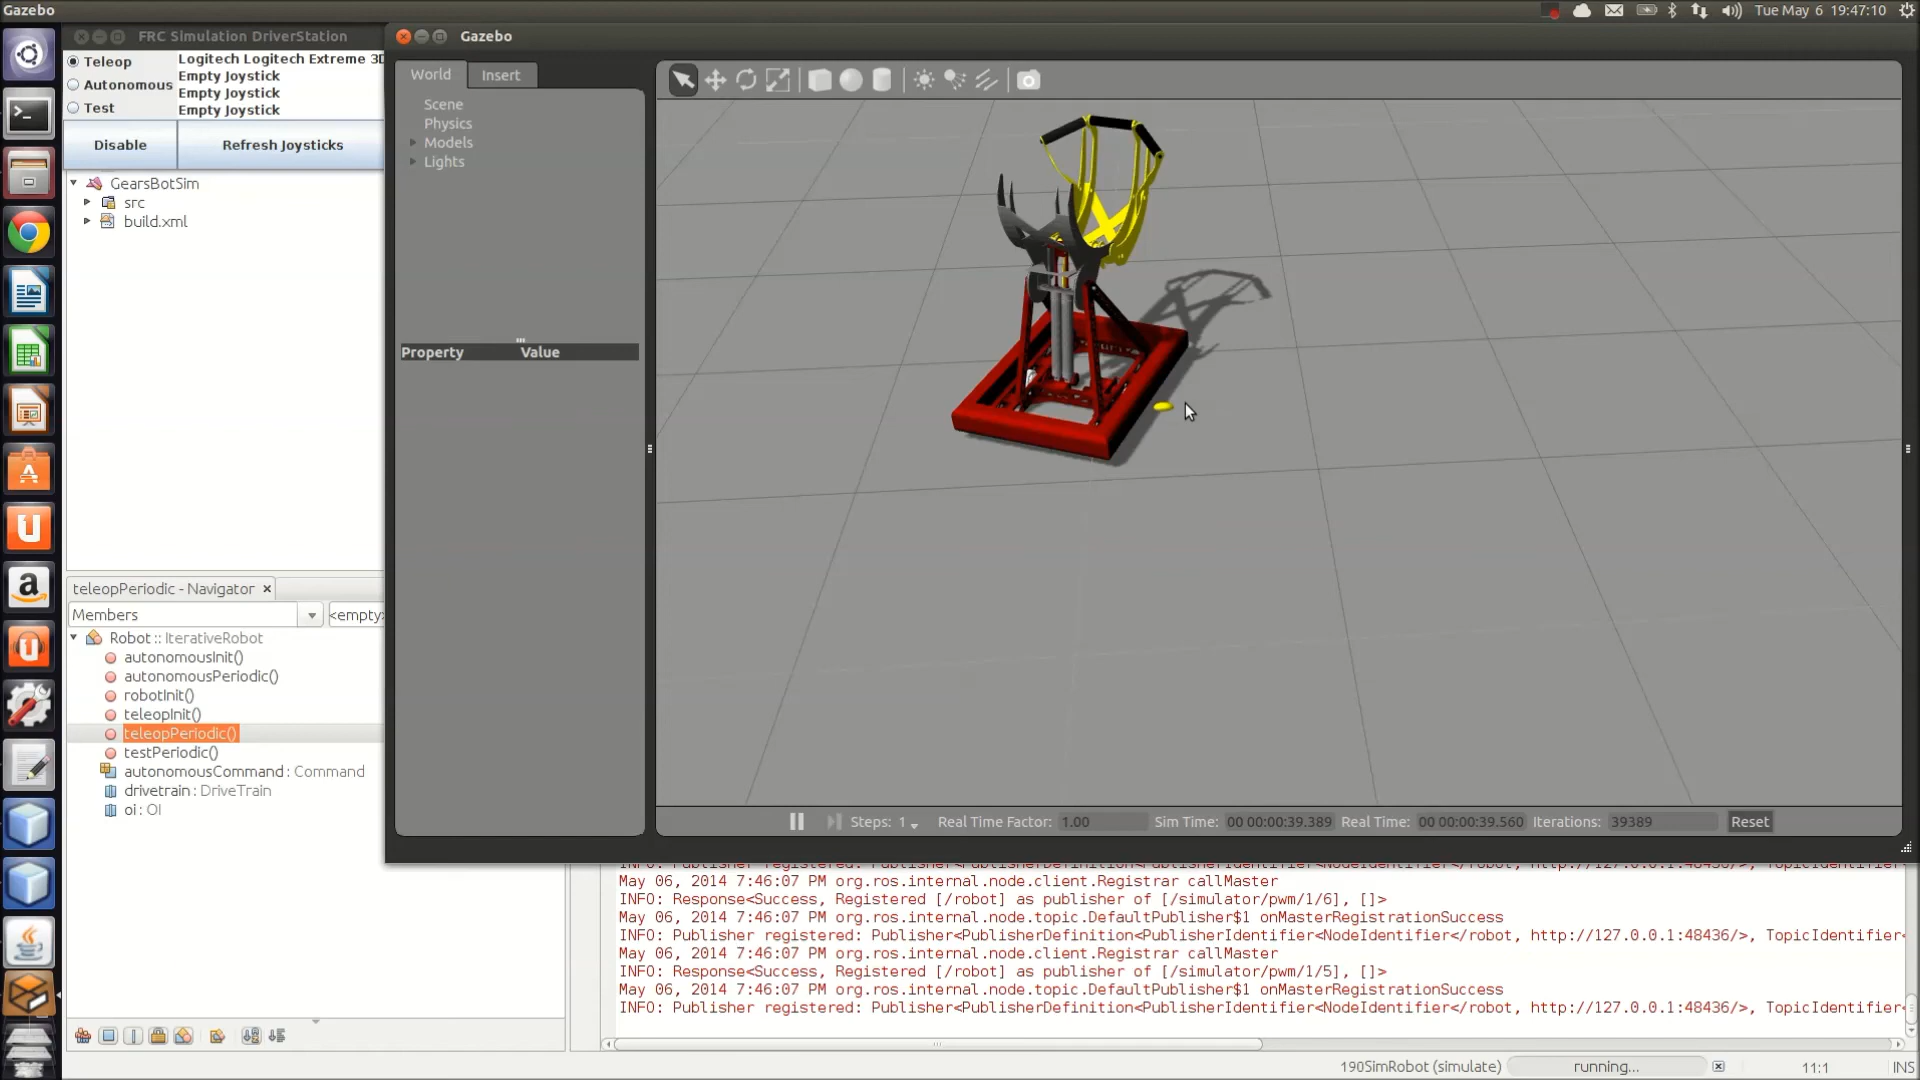 Gazebo
Tue May 6 19:47:10
FRC Simulation DriverStation
Teleop
Autonomous
Test
Logitech Logitech Extreme 3D
Empty Joystick
Empty Joystick
Empty Joystick
Disable
Refresh Joysticks
GearsBotSim
src
build.xml
teleopPeriodic - Navigator
Members
<empty>
Robot :: IterativeRobot
autonomousInit()
autonomousPeriodic()
robotInit()
teleopInit()
teleopPeriodic()
testPeriodic()
autonomousCommand : Command
drivetrain : DriveTrain
oi : OI
Gazebo
World
Insert
Scene
Physics
Models
Lights
Property
Value
Steps: 1
Real Time Factor: 1.00
Sim Time: 00 00:00:39.389
Real Time: 00 00:00:39.560
Iterations: 39389
Reset
May 06, 2014 7:46:07 PM org.ros.internal.node.client.Registrar callMaster
INFO: Response<Success, Registered [/robot] as publisher of [/simulator/pwm/1/6], []>
May 06, 2014 7:46:07 PM org.ros.internal.node.topic.DefaultPublisher$1 onMasterRegistrationSuccess
INFO: Publisher registered: Publisher<PublisherDefinition<PublisherIdentifier<NodeIdentifier</robot, http://127.0.0.1:48436/>, TopicIdentifier<
May 06, 2014 7:46:07 PM org.ros.internal.node.client.Registrar callMaster
INFO: Response<Success, Registered [/robot] as publisher of [/simulator/pwm/1/5], []>
May 06, 2014 7:46:07 PM org.ros.internal.node.topic.DefaultPublisher$1 onMasterRegistrationSuccess
INFO: Publisher registered: Publisher<PublisherDefinition<PublisherIdentifier<NodeIdentifier</robot, http://127.0.0.1:48436/>, TopicIdentifier<
190SimRobot (simulate)
running...
11:1
INS